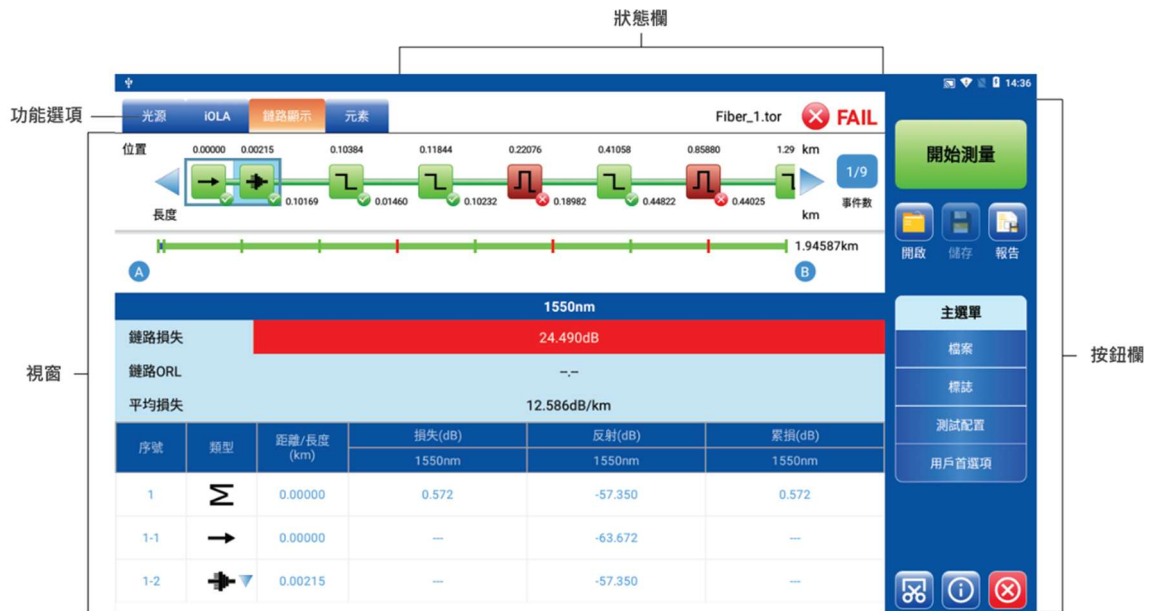 狀態欄
14:36
功能選項
光源 iOLA 鏈路顯示 元素 Fiber_1.tor FAIL
位置 0.00000 0.00215 0.10384 0.11844 0.22076 0.41058 0.85880 1.29 km
開始測量
1/9
0.10169 0.01460 0.10232 0.18982 0.44822 0.44025
事件數
長度 km
1.94587km
開啟 儲存 報告
A B
1550nm
主選單
鏈路損失 24.490dB
檔案
按鈕欄
視窗
鏈路ORL --.--
標誌
平均損失 12.586dB/km
測試配置
序號 類型 距離/長度 (km) 損失(dB) 反射(dB) 累損(dB)
1550nm 1550nm 1550nm
用戶首選項
1 Σ 0.00000 0.572 -57.350 0.572
1-1 0.00000 --- -63.672 ---
1-2 0.00215 --- -57.350 ---